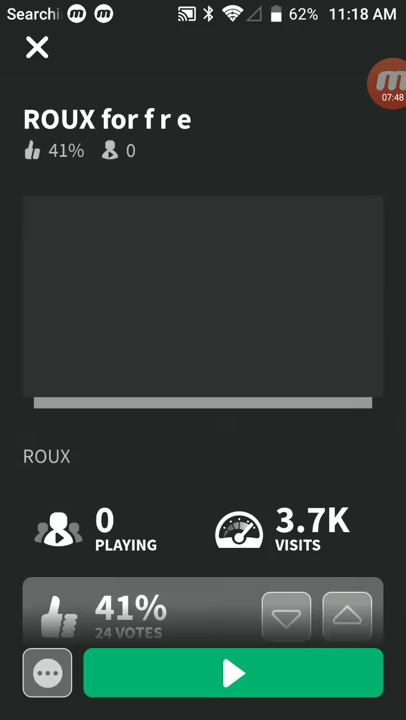 Searchi 62% 11:18 AM
07:48
ROUX for f r e
41% 0
ROUX
0 PLAYING
3.7K VISITS
41%
24 VOTES